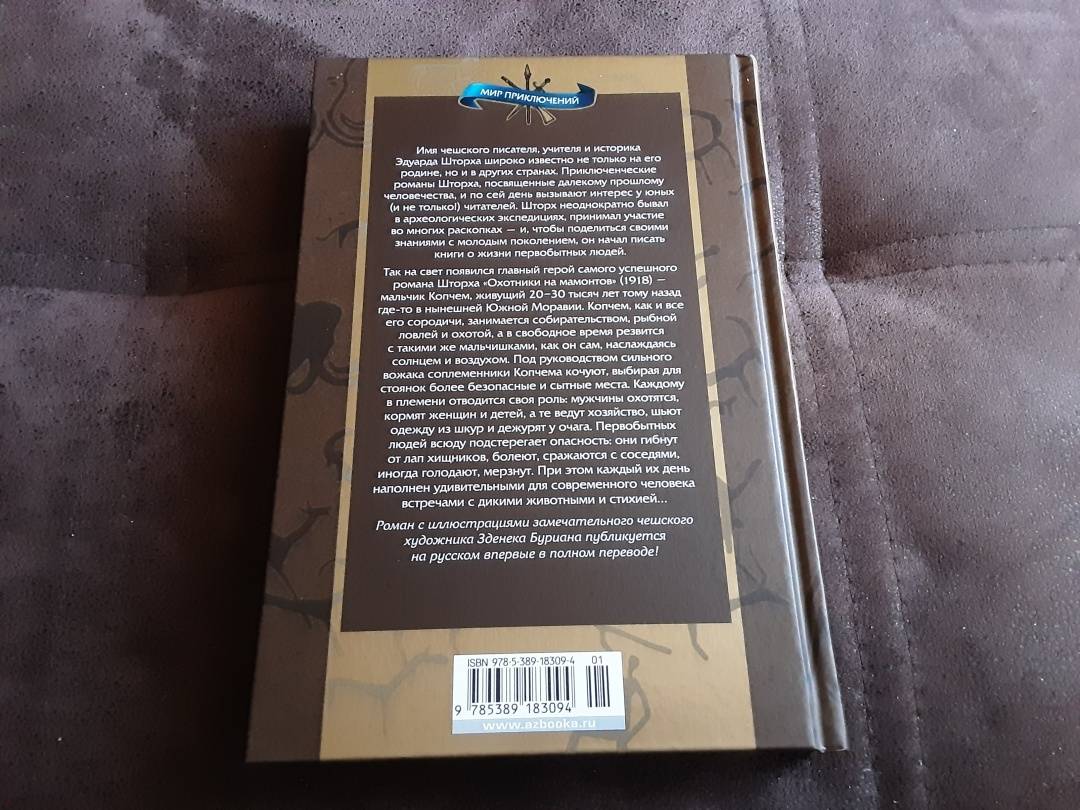 МИР ПРИКЛЮЧЕНИЙ
Имя чешского писателя, учителя и историка
Эдуарда Шторха широко известно не только на его
родине, но и в других странах. Приключенческие
романы Шторха, посвященные далекому прошлому
человечества, и по сей день вызывают интерес у юных
(и не только!) читателей. Шторх неоднократно бывал
в археологических экспедициях, принимал участие
во многих раскопках — и, чтобы поделиться своими
знаниями с молодым поколением, он начал писать
книги о жизни первобытных людей.
Так на свет появился главный герой самого успешного
романа Шторха «Охотники на мамонтов» (1918) —
мальчик Копчем, живущий 20–30 тысяч лет тому назад
где-то в нынешней Южной Моравии. Копчем, как и все
его сородичи, занимается собирательством, рыбной
ловлей и охотой, а в свободное время резвится
с такими же мальчишками, как он сам, наслаждаясь
солнцем и воздухом. Под руководством сильного
вожака соплеменники Копчема кочуют, выбирая для
стоянок более безопасные и сытные места. Каждому
в племени отводится своя роль: мужчины охотятся,
кормят женщин и детей, а те ведут хозяйство, шьют
одежду из шкур и дежурят у очага. Первобытных
людей всюду подстерегает опасность: они гибнут
от лап хищников, болеют, сражаются с соседями,
иногда голодают, мерзнут. При этом каждый их день
наполнен удивительными для современного человека
встречами с дикими животными и стихией...
Роман с иллюстрациями замечательного чешского
художника Зденека Буриана публикуется
на русском впервые в полном переводе!
ISBN 978-5-389-18309-4 01
9 785389 183094
www.azbooka.ru